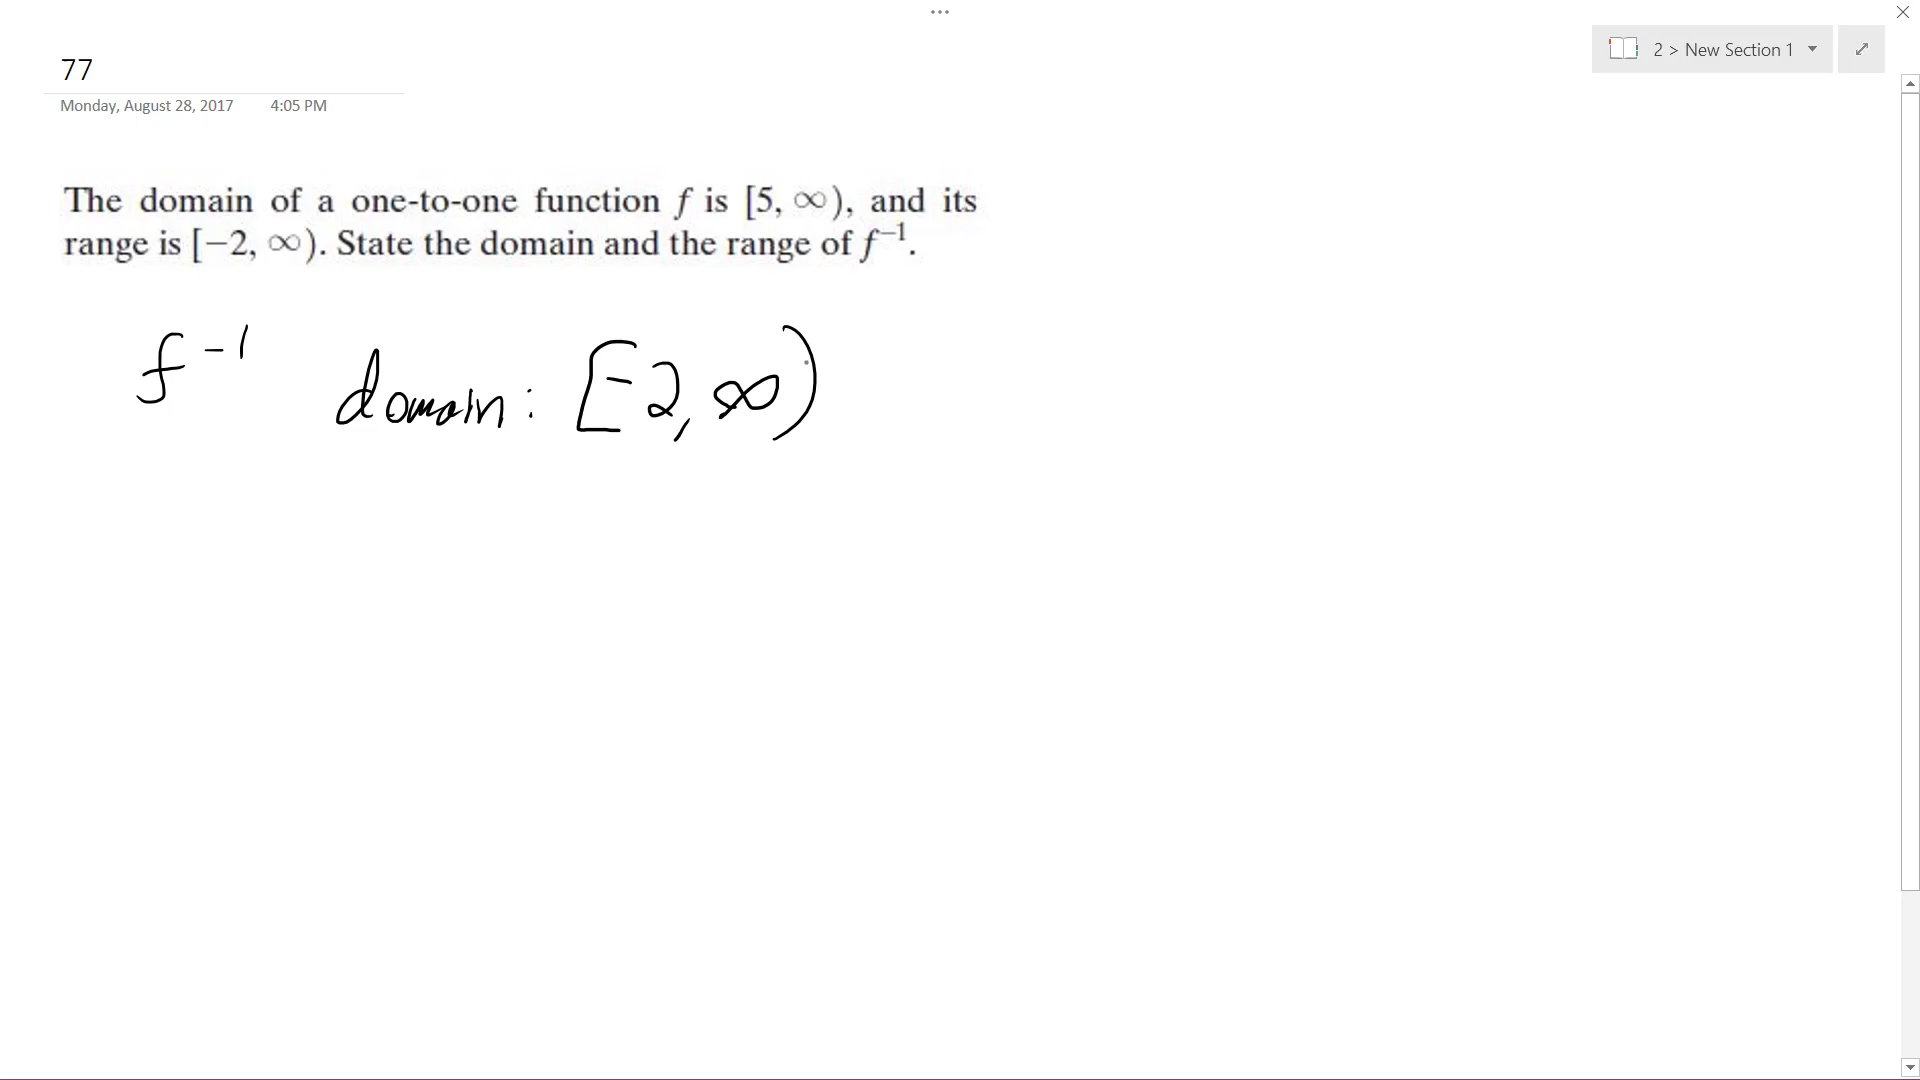 2 > New Section 1
77
Monday, August 28, 2017 4:05 PM
The domain of a one-to-one function f is [5, ∞), and its
range is [−2, ∞). State the domain and the range of f⁻¹.
f⁻¹ domain: [-2, ∞)